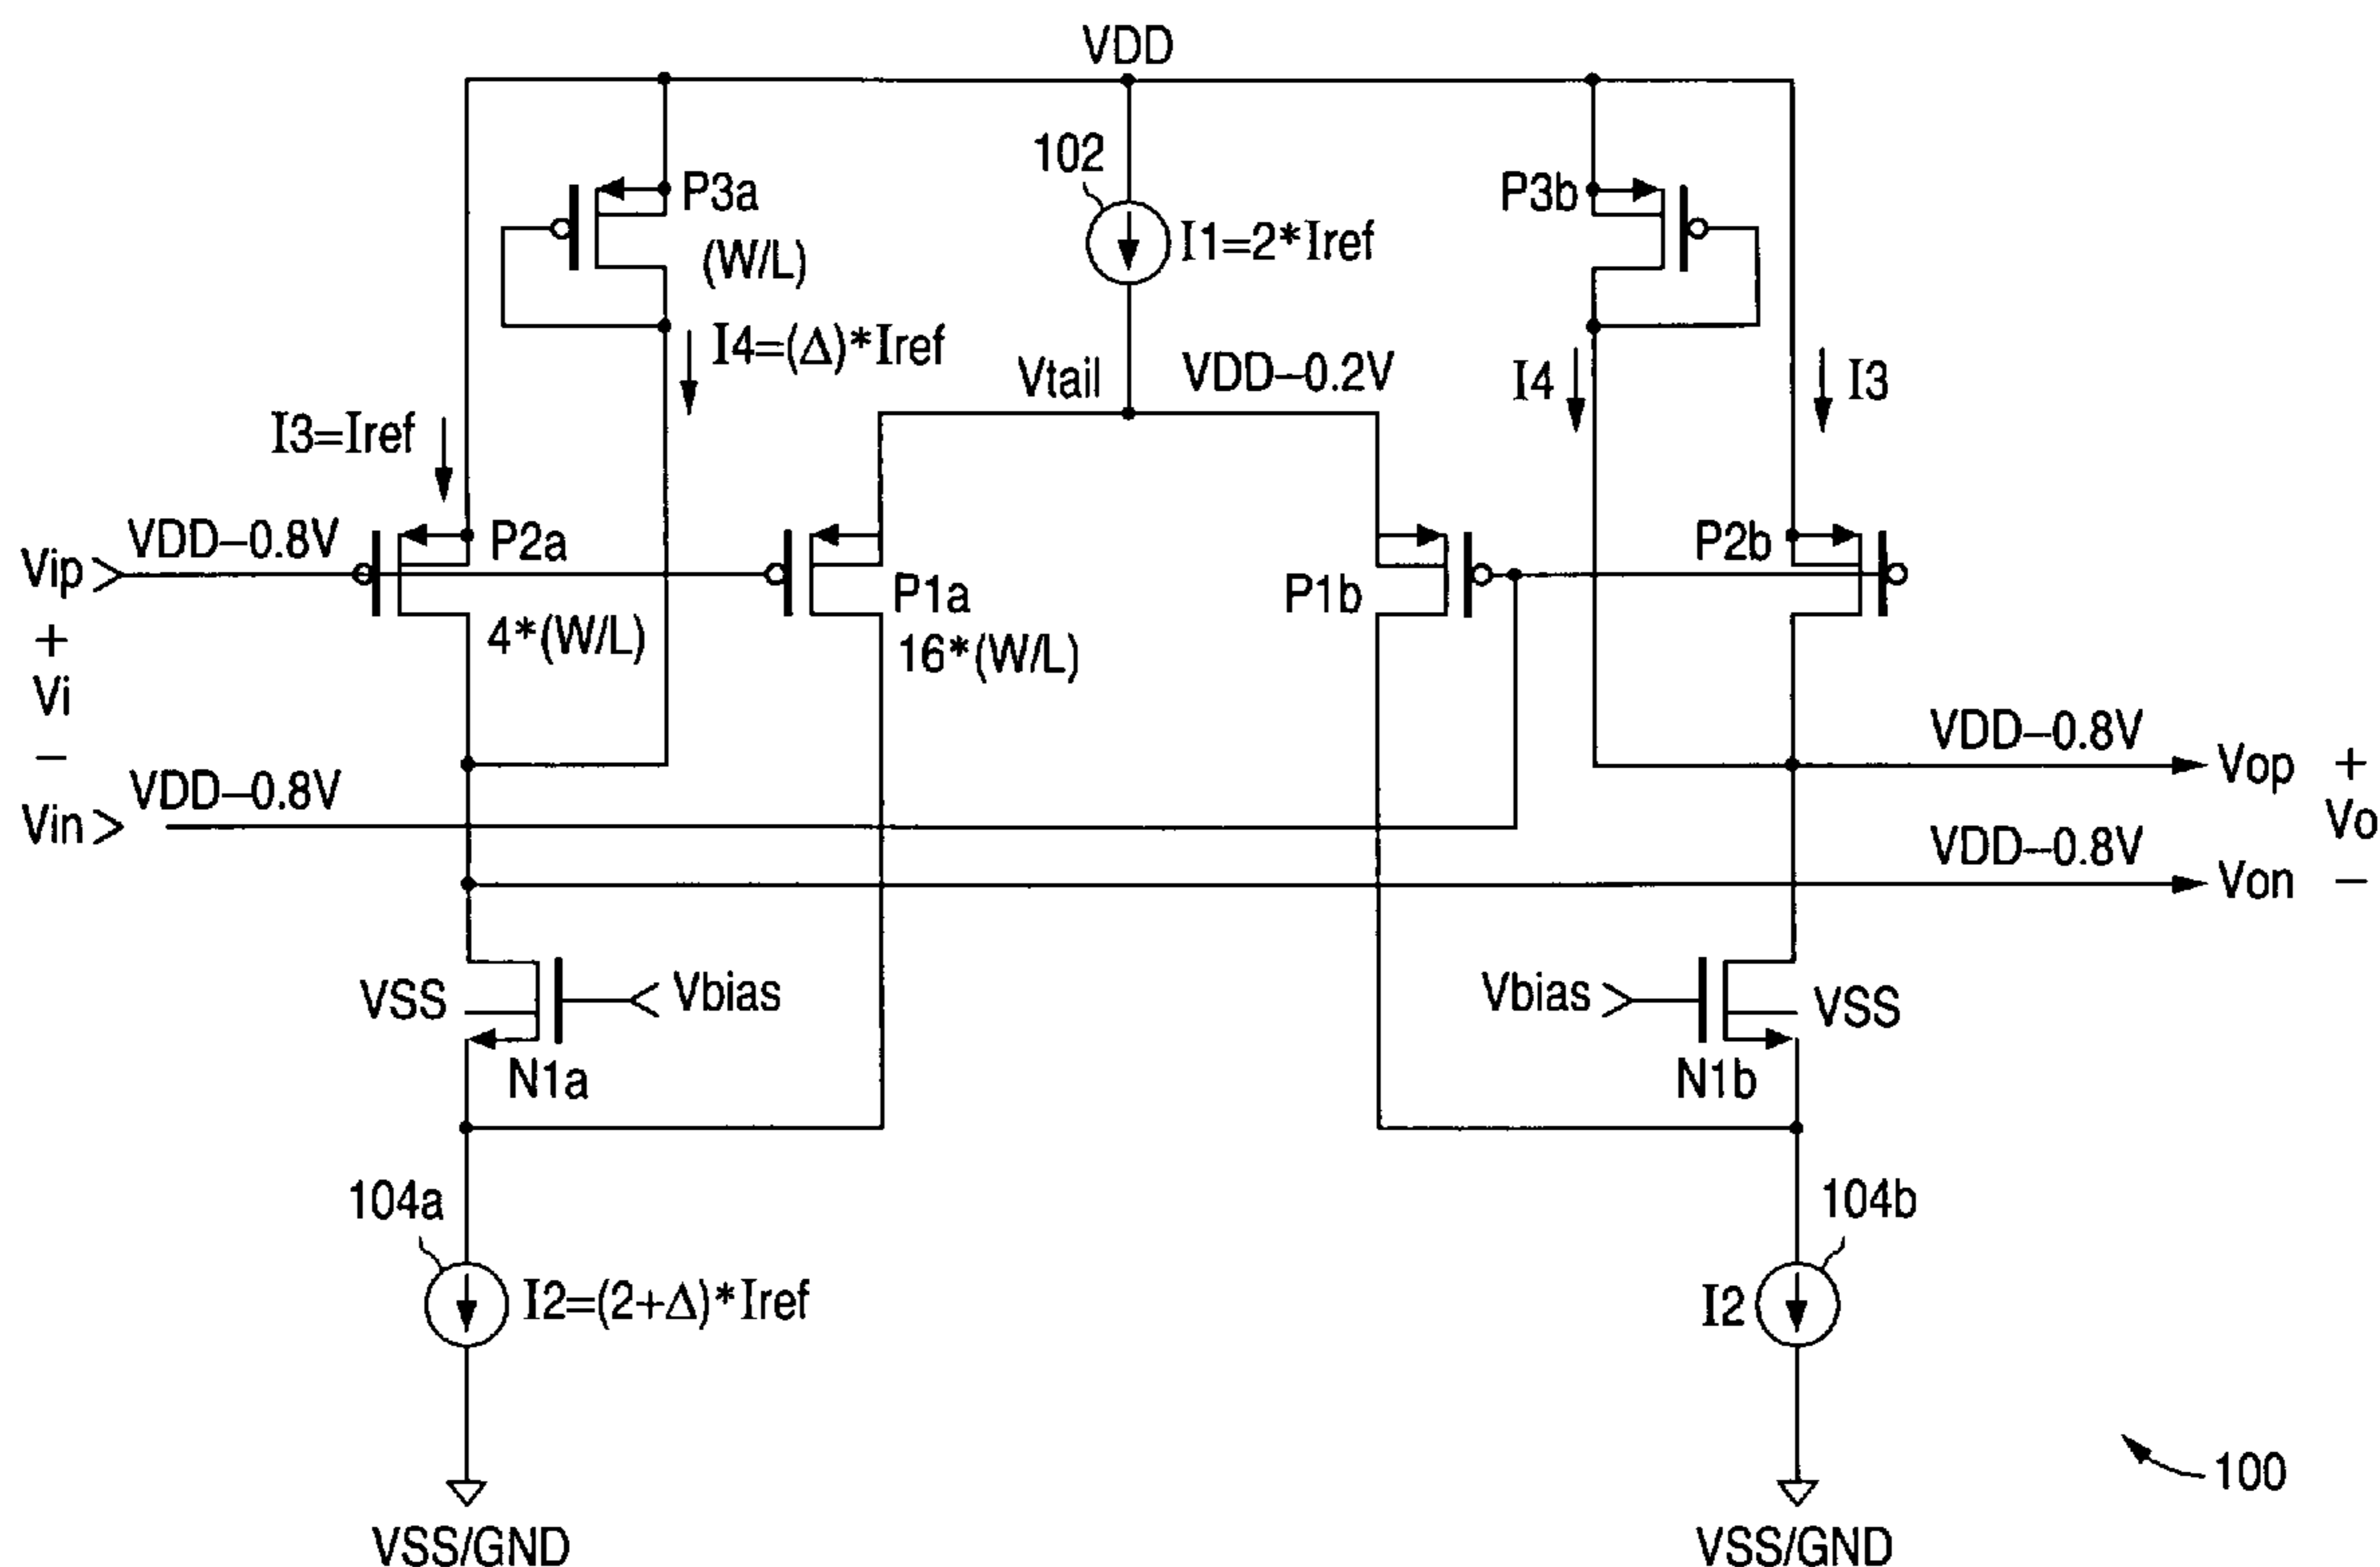 VDD
102
P3a
(W/L)
I1=2*Iref
P3b
I4=(Δ)*Iref
Vtail
VDD–0.2V
I4
I3
I3=Iref
VDD–0.8V
Vip
P2a
4*(W/L)
P1a
16*(W/L)
P1b
P2b
+
Vi
–
VDD–0.8V
Vin
VDD–0.8V
Vop
+
Vo
VDD–0.8V
Von
–
VSS
Vbias
N1a
Vbias
VSS
N1b
104a
I2=(2+Δ)*Iref
104b
I2
VSS/GND
VSS/GND
100